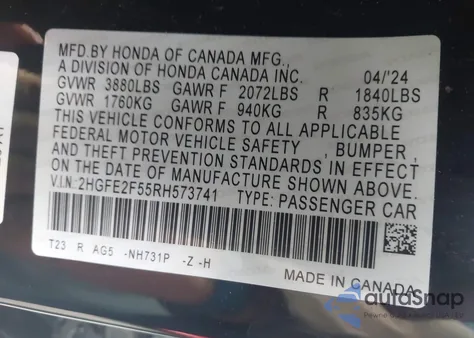 MFD.BY HONDA OF CANADA MFG.,
A DIVISION OF HONDA CANADA INC. 04/'24
GVWR 3880LBS GAWR F 2072LBS R 1840LBS
GVWR 1760KG GAWR F 940KG R 835KG
THIS VEHICLE CONFORMS TO ALL APPLICABLE
FEDERAL MOTOR VEHICLE SAFETY , BUMPER,
AND THEFT PREVENTION STANDARDS IN EFFECT
ON THE DATE OF MANUFACTURE SHOWN ABOVE.
V.I.N: 2HGFE2F55RH573741 TYPE: PASSENGER CAR
T23 R AG5 -NH731P -Z -H
MADE IN CANADA
autoSnap